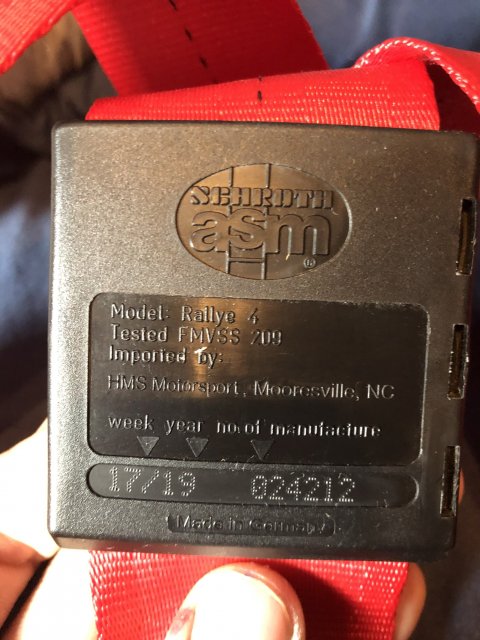 SCHROTH
asm
®
Model: Rallye 4
Tested FMVSS 209
Imported by:
HMS Motorsport, Mooresville, NC
week year no.of manufacture
17/19 024212
Made in Germany